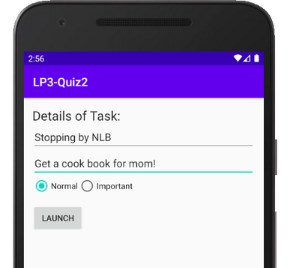 2:56
LP3-Quiz2
Details of Task:
Stopping by NLB
Get a cook book for mom!
Normal Important
LAUNCH